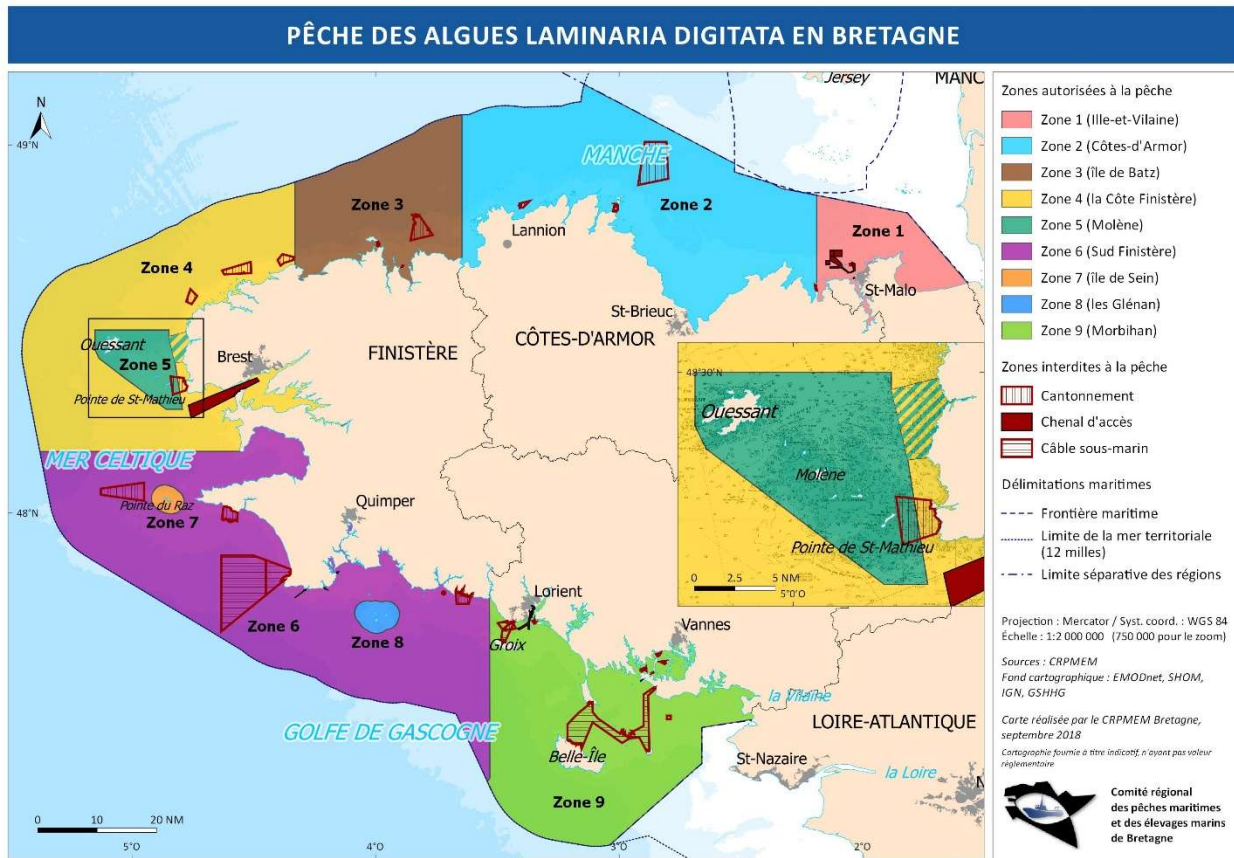 PÊCHE DES ALGUES LAMINARIA DIGITATA EN BRETAGNE
N
49°N
48°N
Jersey
MANC
MANCHE
Zone 3
Zone 2
Zone 1
Lannion
Zone 4
St-Malo
St-Brieuc
Ouessant
Zone 5
Brest
FINISTÈRE
CÔTES-D'ARMOR
Pointe de St-Mathieu
MER CELTIQUE
Pointe du Raz
Zone 7
Quimper
Zone 6
Zone 8
Lorient
Groix
Vannes
la Vilaine
GOLFE DE GASCOGNE
Belle-Île
LOIRE-ATLANTIQUE
St-Nazaire
la Loire
N
Zone 9
0 10 20 NM
5°0
4°0
3°0
2°0
48°30'N
Ouessant
Molène
Pointe de St-Mathieu
0 2.5 5 NM
5°0'O
Zones autorisées à la pêche
Zone 1 (Ille-et-Vilaine)
Zone 2 (Côtes-d'Armor)
Zone 3 (île de Batz)
Zone 4 (la Côte Finistère)
Zone 5 (Molène)
Zone 6 (Sud Finistère)
Zone 7 (île de Sein)
Zone 8 (les Glénan)
Zone 9 (Morbihan)
Zones interdites à la pêche
Cantonnement
Chenal d'accès
Câble sous-marin
Délimitations maritimes
Frontière maritime
Limite de la mer territoriale
(12 milles)
Limite séparative des régions
Projection : Mercator / Syst. coord. : WGS 84
Échelle : 1:2 000 000 (750 000 pour le zoom)
Sources : CRPMEM
Fond cartographique : EMODnet, SHOM,
IGN, GSHHG
Carte réalisée par le CRPMEM Bretagne,
septembre 2018
Cartographie fournie à titre indicatif, n'ayant pas valeur
réglementaire
Comité régional
des pêches maritimes
et des élevages marins
de Bretagne